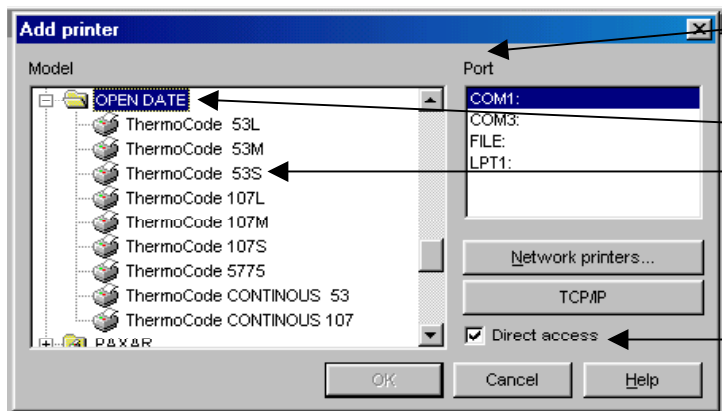 Add printer
Model
OPEN DATE
ThermoCode 53L
ThermoCode 53M
ThermoCode 53S
ThermoCode 107L
ThermoCode 107M
ThermoCode 107S
ThermoCode 5775
ThermoCode CONTINOUS 53
ThermoCode CONTINOUS 107
PAXAR
Port
COM1:
COM3:
FILE:
LPT1:
Network printers...
TCP/IP
Direct access
OK
Cancel
Help